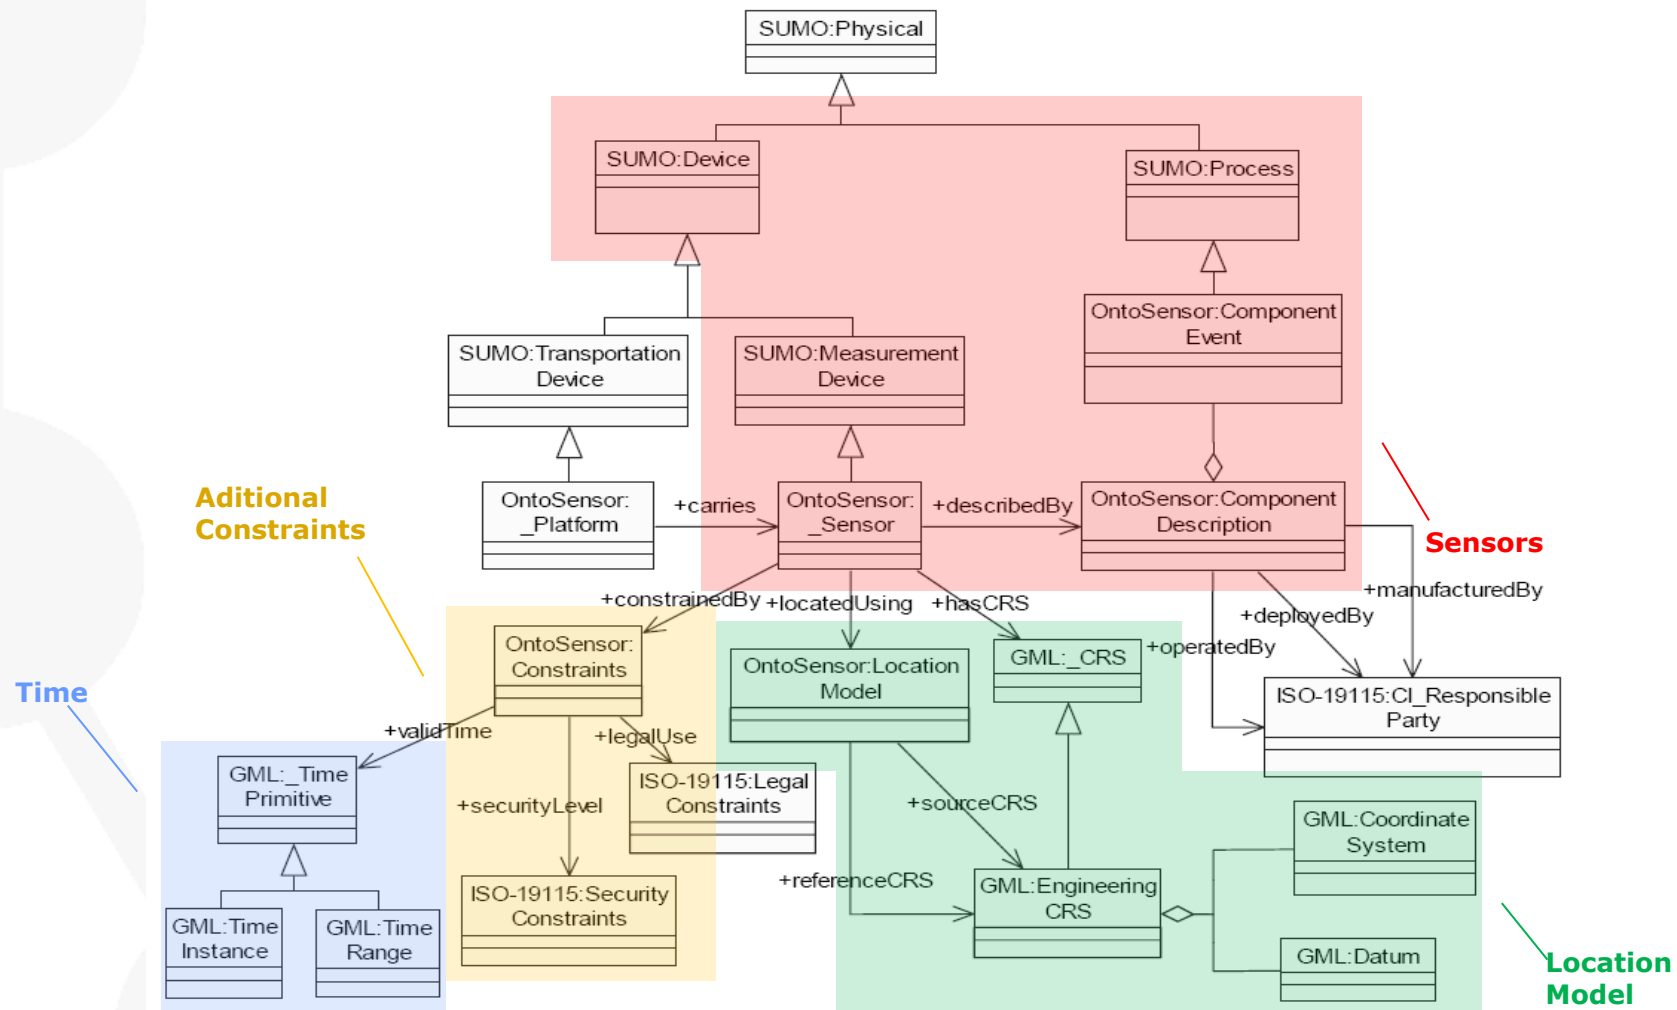 SUMO:Physical
SUMO:Device
SUMO:Process
OntoSensor:Component
Event
SUMO:Transportation
Device
SUMO:Measurement
Device
Aditional
Constraints
OntoSensor:
_Platform
+carries
OntoSensor:
_Sensor
+describedBy
OntoSensor:Component
Description
Sensors
+constrainedBy
+locatedUsing
+hasCRS
+manufacturedBy
+deployedBy
+operatedBy
OntoSensor:
Constraints
OntoSensor:Location
Model
GML:_CRS
ISO-19115:CI_Responsible
Party
Time
+validTime
+legalUse
GML:_Time
Primitive
ISO-19115:Legal
Constraints
+securityLevel
+sourceCRS
GML:Coordinate
System
+referenceCRS
ISO-19115:Security
Constraints
GML:Engineering
CRS
GML:Time
Instance
GML:Time
Range
GML:Datum
Location
Model